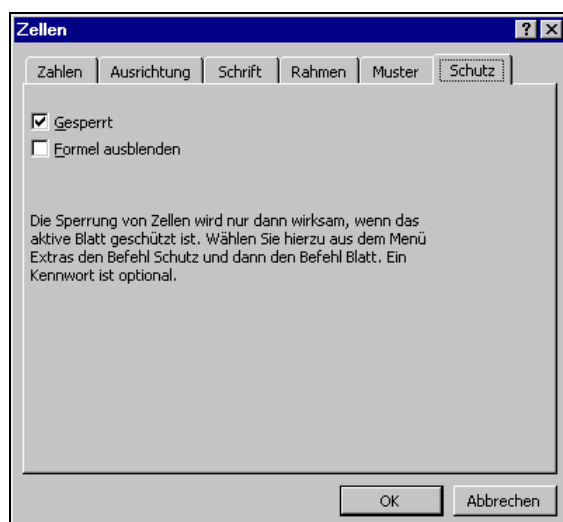 Zellen
Zahlen Ausrichtung Schrift Rahmen Muster Schutz
Gesperrt
Formel ausblenden
Die Sperrung von Zellen wird nur dann wirksam, wenn das
aktive Blatt geschützt ist. Wählen Sie hierzu aus dem Menü
Extras den Befehl Schutz und dann den Befehl Blatt. Ein
Kennwort ist optional.
OK Abbrechen